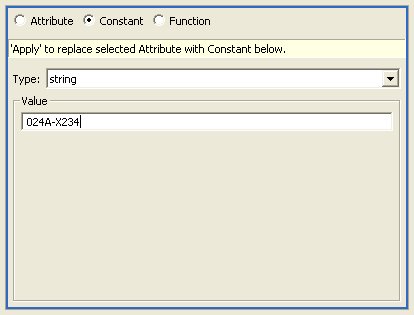 Attribute Constant Function
'Apply' to replace selected Attribute with Constant below.
Type: string
Value
024A-X234